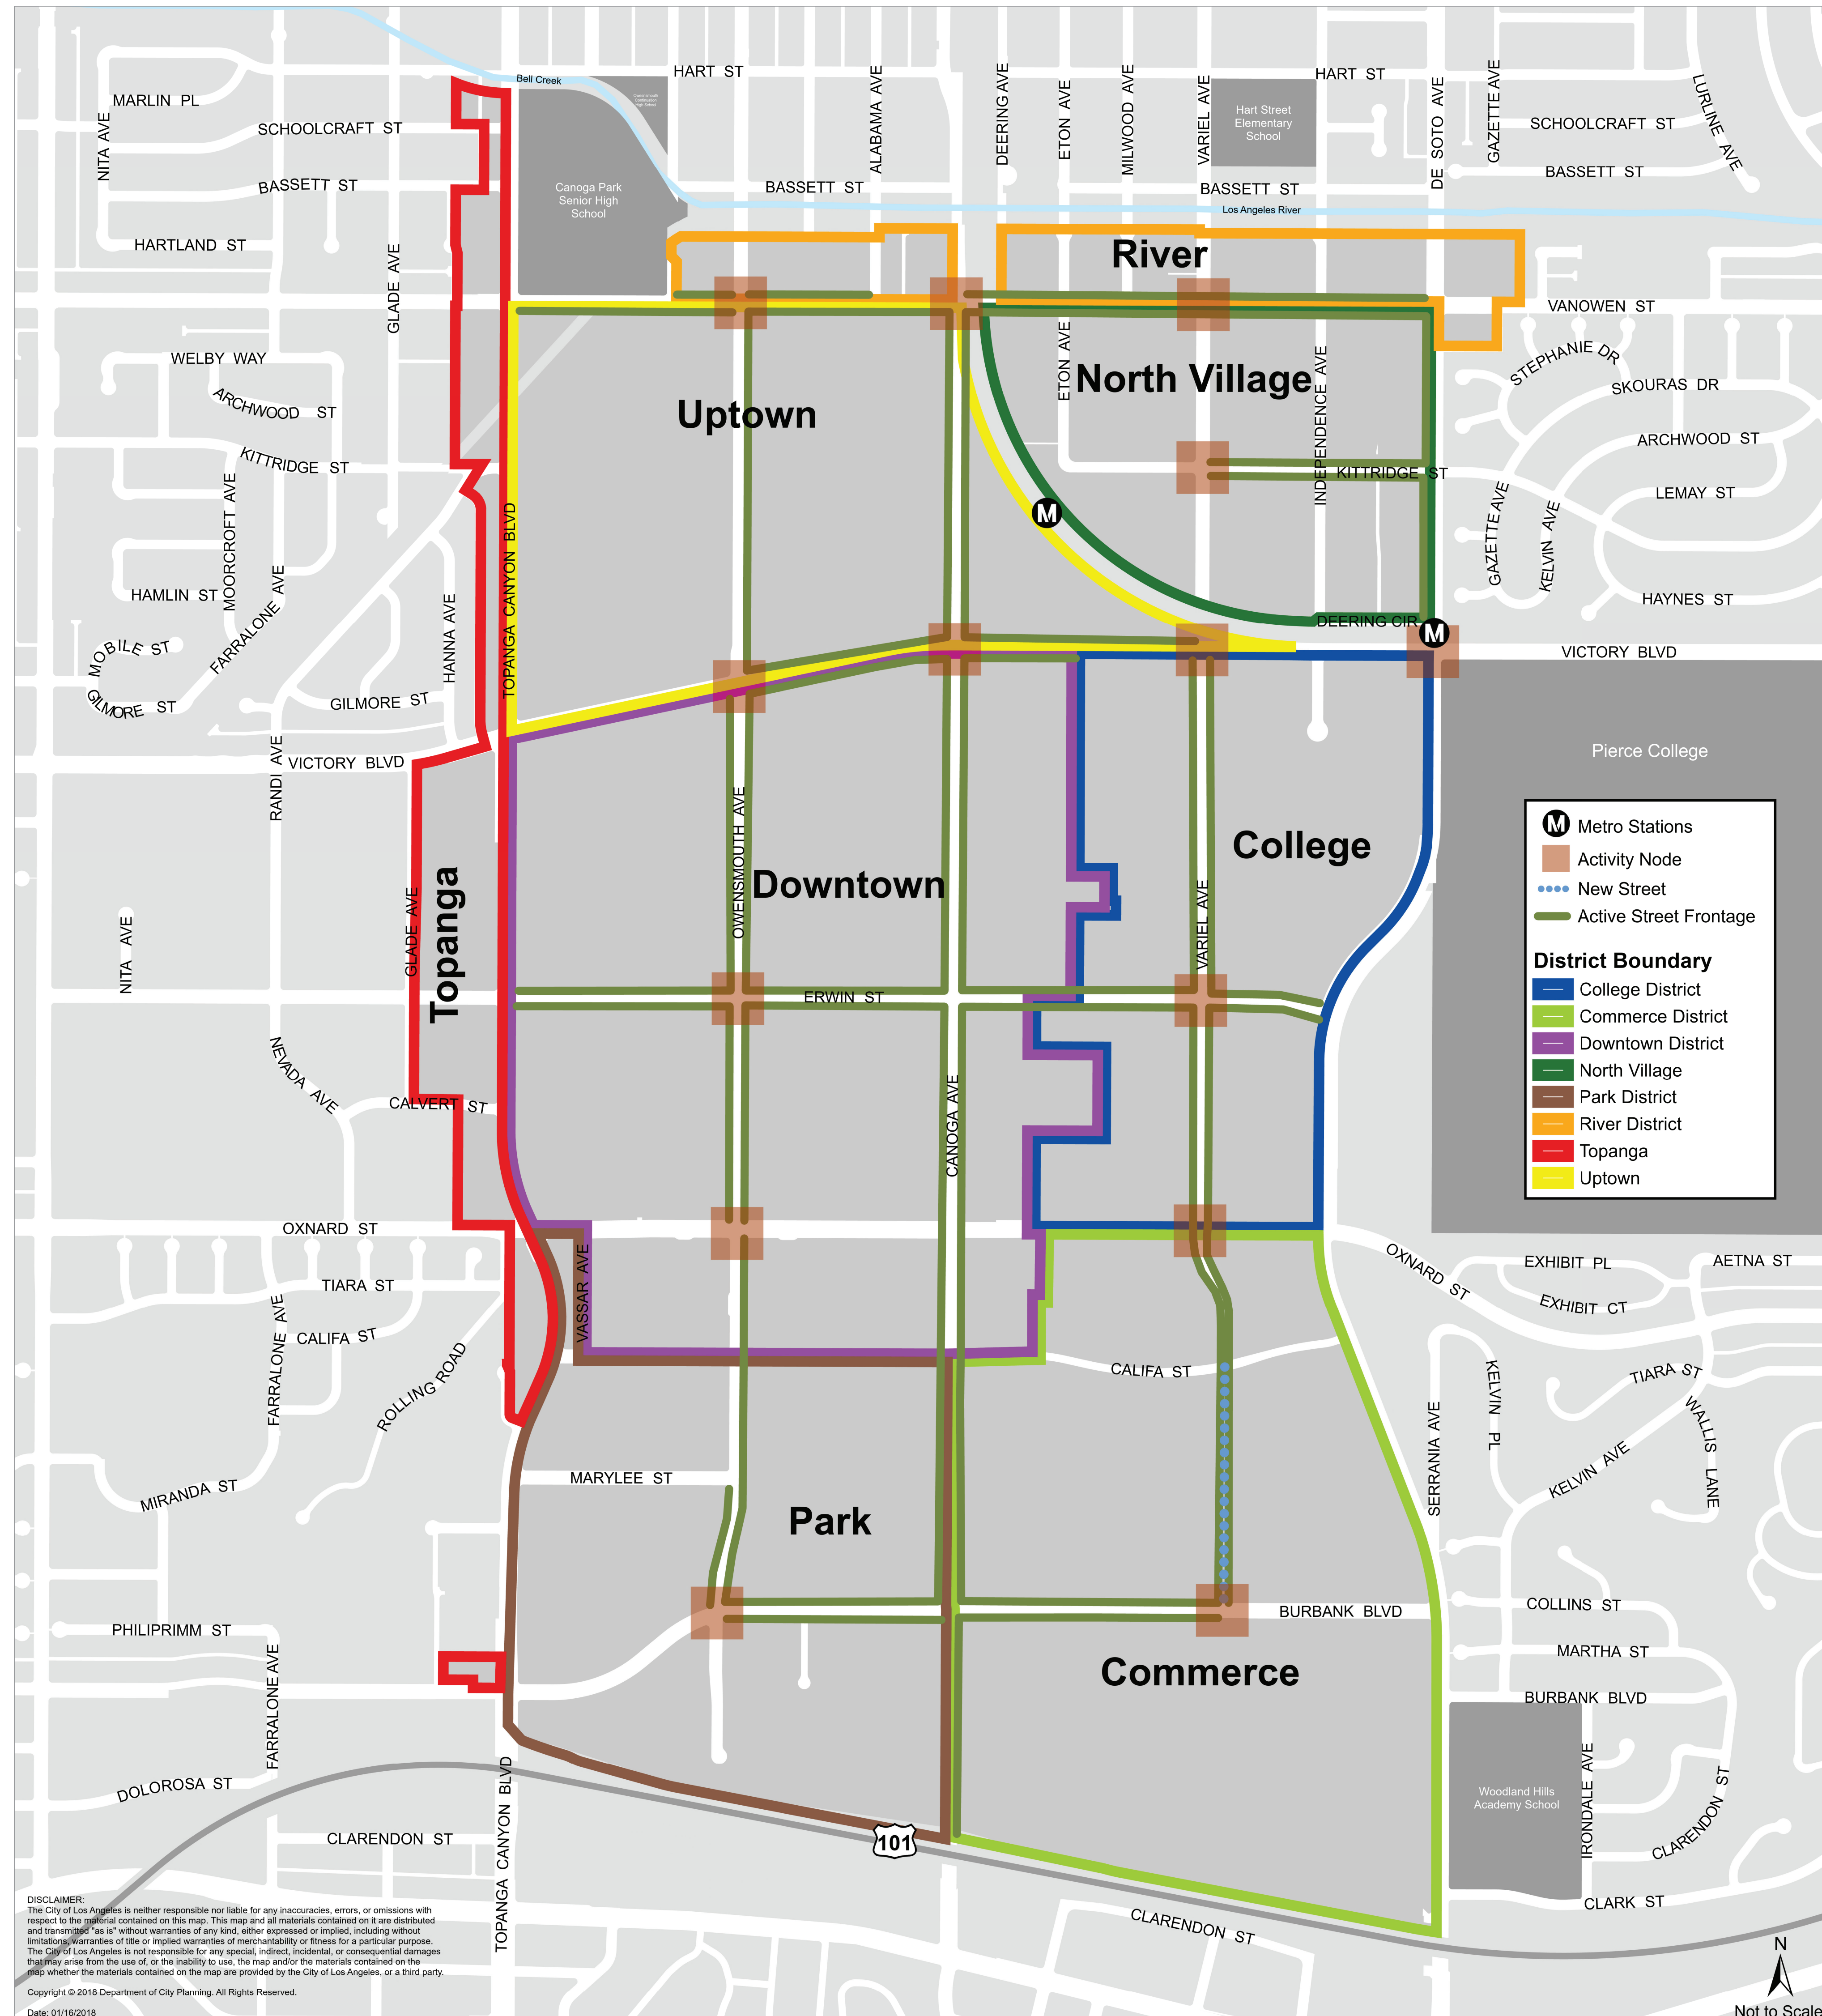 Bell Creek
HART ST
HART ST
MARLIN PL
SCHOOLCRAFT ST
NITA AVE
BASSETT ST
HARTLAND ST
GLADE AVE
Canoga Park
Senior High
School
ALABAMA AVE
BASSETT ST
DEERING AVE
ETON AVE
MILWOOD AVE
VARIEL AVE
Hart Street
Elementary
School
BASSETT ST
Los Angeles River
DE SOTO AVE
GAZETTE AVE
SCHOOLCRAFT ST
BASSETT ST
LURLINE AVE
River
VANOWEN ST
WELBY WAY
ARCHWOOD ST
KITTRIDGE ST
MOORCROFT AVE
HAMLIN ST
MOBILE ST
GILMORE ST
FARRALONE AVE
HANNA AVE
GILMORE ST
TOPANGA CANYON BLVD
Uptown
ETON AVE
North Village
INDEPENDENCE AVE
KITTRIDGE ST
M
M
DEERING CIR
STEPHANIE DR
SKOURAS DR
ARCHWOOD ST
LEMAY ST
GAZETTE AVE
KELVIN AVE
HAYNES ST
VICTORY BLVD
RANDI AVE
VICTORY BLVD
Pierce College
M Metro Stations
Activity Node
New Street
Active Street Frontage
District Boundary
College District
Commerce District
Downtown District
North Village
Park District
River District
Topanga
Uptown
NITA AVE
GLADE AVE
Topanga
OWENSMOUTH AVE
Downtown
College
VARIEL AVE
ERWIN ST
NEVADA AVE
CALVERT ST
CANOGA AVE
OXNARD ST
TIARA ST
FARRALONE AVE
CALIFA ST
ROLLING ROAD
VASSAR AVE
MIRANDA ST
MARYLEE ST
CALIFA ST
OXNARD ST
EXHIBIT PL
EXHIBIT CT
AETNA ST
KELVIN PL
TIARA ST
WALLIS LANE
KELVIN AVE
SERRANIA AVE
Park
BURBANK BLVD
Commerce
PHILIPRIMM ST
FARRALONE AVE
DOLOROSA ST
CLARENDON ST
TOPANGA CANYON BLVD
101
COLLINS ST
MARTHA ST
BURBANK BLVD
Woodland Hills
Academy School
IRONDALE AVE
CLARENDON ST
CLARK ST
CLARENDON ST
DISCLAIMER:
The City of Los Angeles is neither responsible nor liable for any inaccuracies, errors, or omissions with
respect to the material contained on this map. This map and all materials contained on it are distributed
and transmitted "as is" without warranties of any kind, either expressed or implied, including without
limitations, warranties of title or implied warranties of merchantability or fitness for a particular purpose.
The City of Los Angeles is not responsible for any special, indirect, incidental, or consequential damages
that may arise from the use of, or the inability to use, the map and/or the materials contained on the
map whether the materials contained on the map are provided by the City of Los Angeles, or a third party.
Copyright © 2018 Department of City Planning. All Rights Reserved.
Date: 01/16/2018
N
Not to Scale